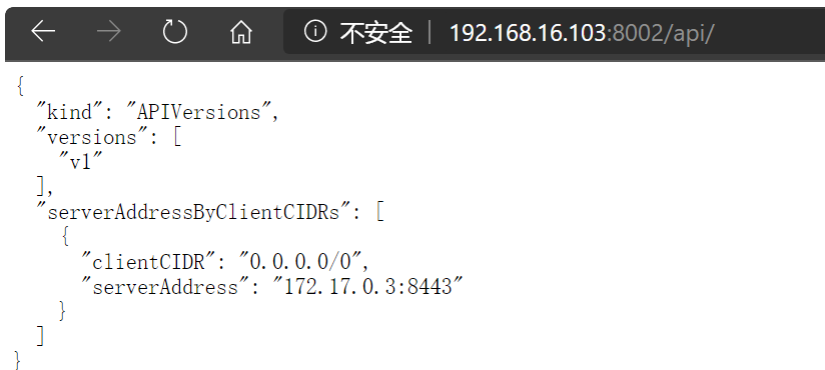 不安全 | 192.168.16.103:8002/api/
{
  "kind": "APIVersions",
  "versions": [
    "v1"
  ],
  "serverAddressByClientCIDRs": [
    {
      "clientCIDR": "0.0.0.0/0",
      "serverAddress": "172.17.0.3:8443"
    }
  ]
}